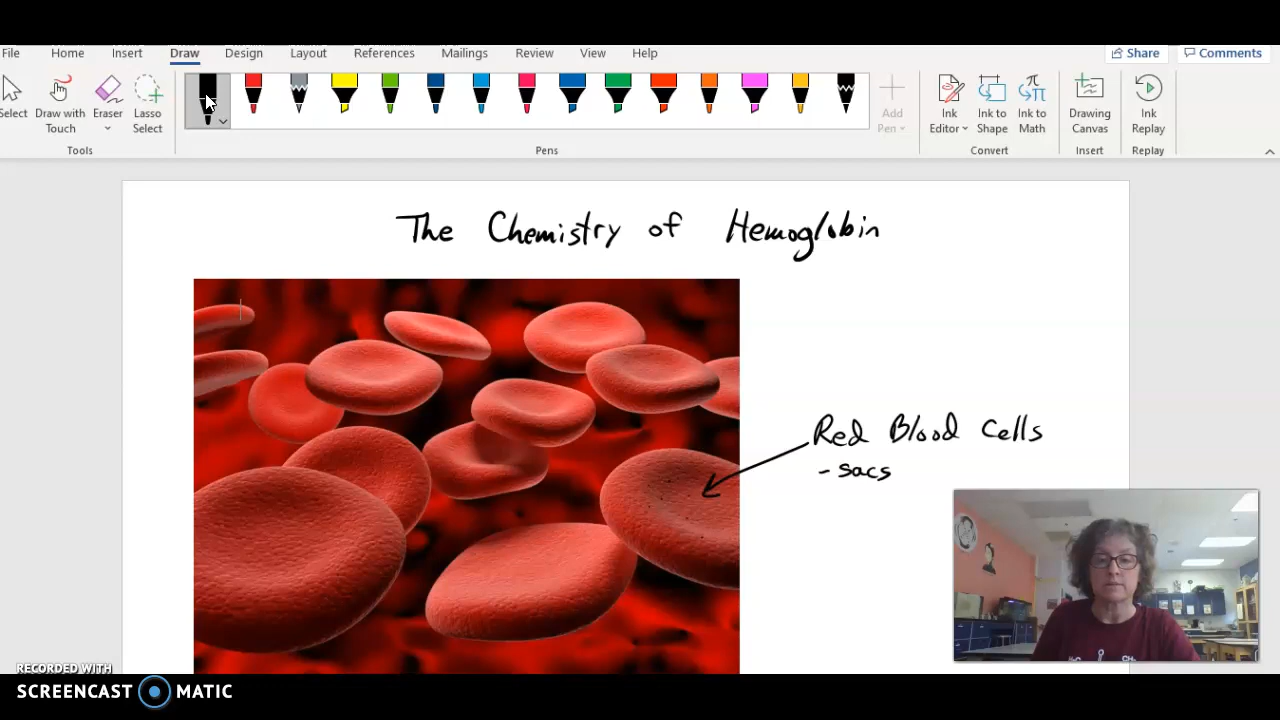 File Home Insert Draw Design Layout References Mailings Review View Help Share Comments
Select Draw with Touch Eraser Lasso Select Add Pen Ink Editor Ink to Shape Ink to Math Drawing Canvas Ink Replay
Tools Pens Convert Insert Replay
The Chemistry of Hemoglobin
Red Blood Cells
- sacs
RECORDED WITH
SCREENCAST MATIC